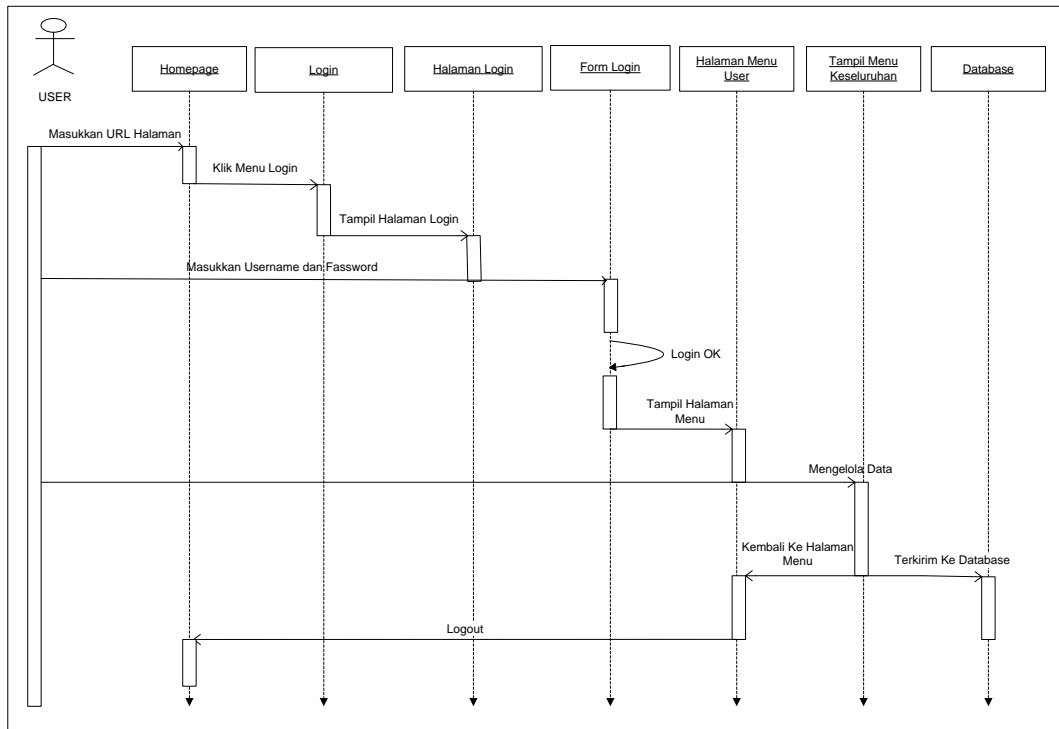 Homepage
Login
Halaman Login
Form Login
Halaman Menu
User
Tampil Menu
Keseluruhan
Database
USER
Masukkan URL Halaman
Klik Menu Login
Tampil Halaman Login
Masukkan Username dan Fassword
Login OK
Tampil Halaman
Menu
Mengelola Data
Kembali Ke Halaman
Menu
Terkirim Ke Database
Logout